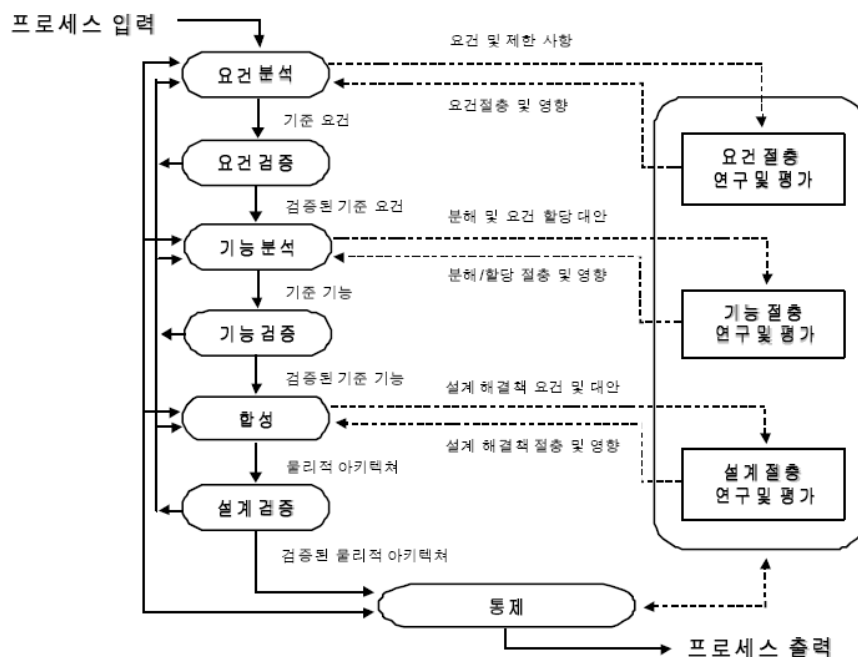 프로세스 입력
요건 및 제한 사항
요건 분석
요건절충 및 영향
기준 요건
요건 절충
연구 및 평가
요건 검증
검증된 기준 요건
분해 및 요건 할당 대안
기능 분석
분해/할당 절충 및 영향
기준 기능
기능 절충
연구 및 평가
기능 검증
검증된 기준 기능
설계 해결책 요건 및 대안
합성
설계 해결책 절충 및 영향
물리적 아키텍쳐
설계 절충
연구 및 평가
설계 검증
검증된 물리적 아키텍쳐
통제
프로세스 출력